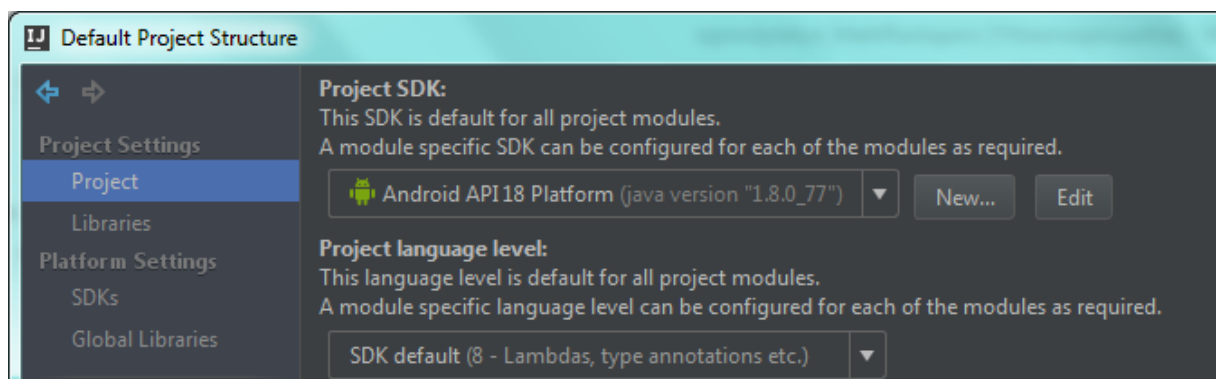 IJ Default Project Structure
Project Settings
Project
Libraries
Platform Settings
SDKs
Global Libraries
Project SDK:
This SDK is default for all project modules.
A module specific SDK can be configured for each of the modules as required.
Android API 18 Platform (java version "1.8.0_77")
New...
Edit
Project language level:
This language level is default for all project modules.
A module specific language level can be configured for each of the modules as required.
SDK default (8 - Lambdas, type annotations etc.)